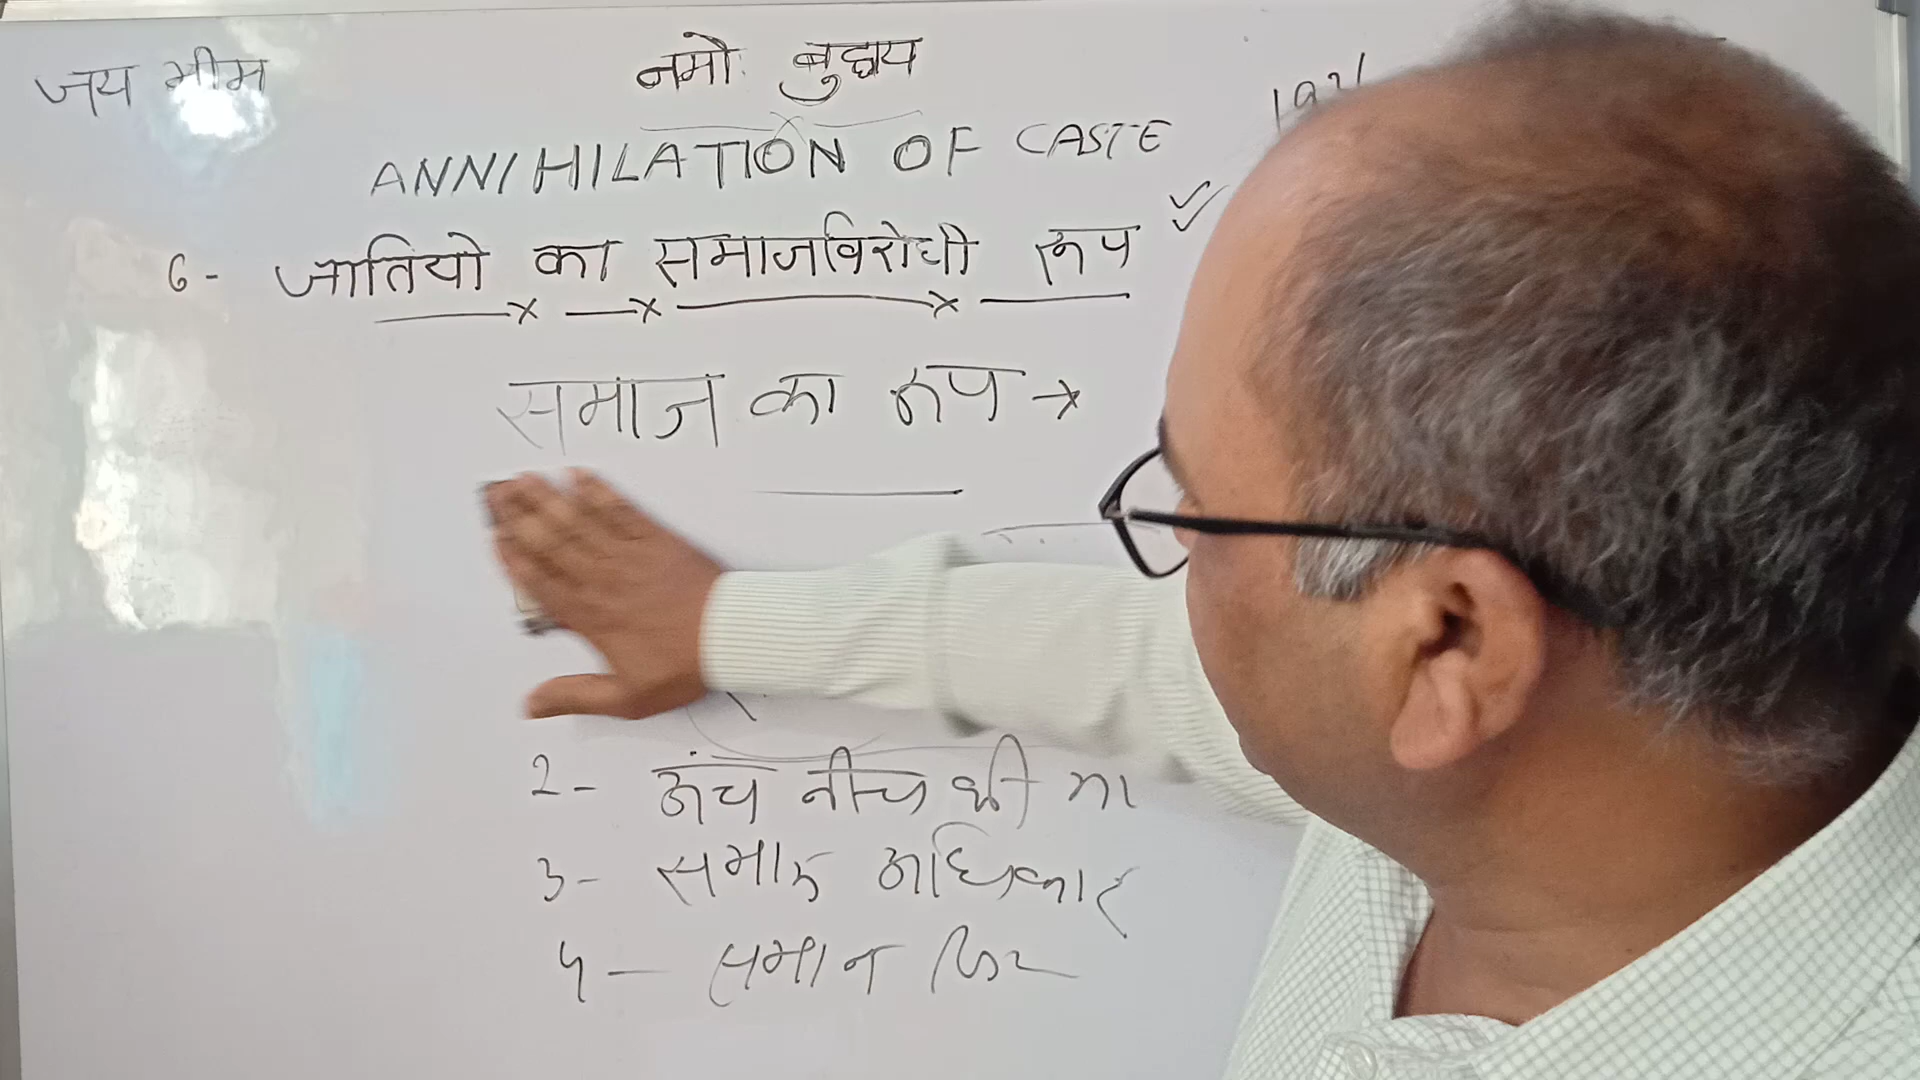 जय भीम
नमो: बुद्धाय
ANNIHILATION OF CASTE
6- जातियो का समाजविरोधी रूप
समाज का रूप →
2- ऊंच नीच की
3- समान अधिकार
4- समान